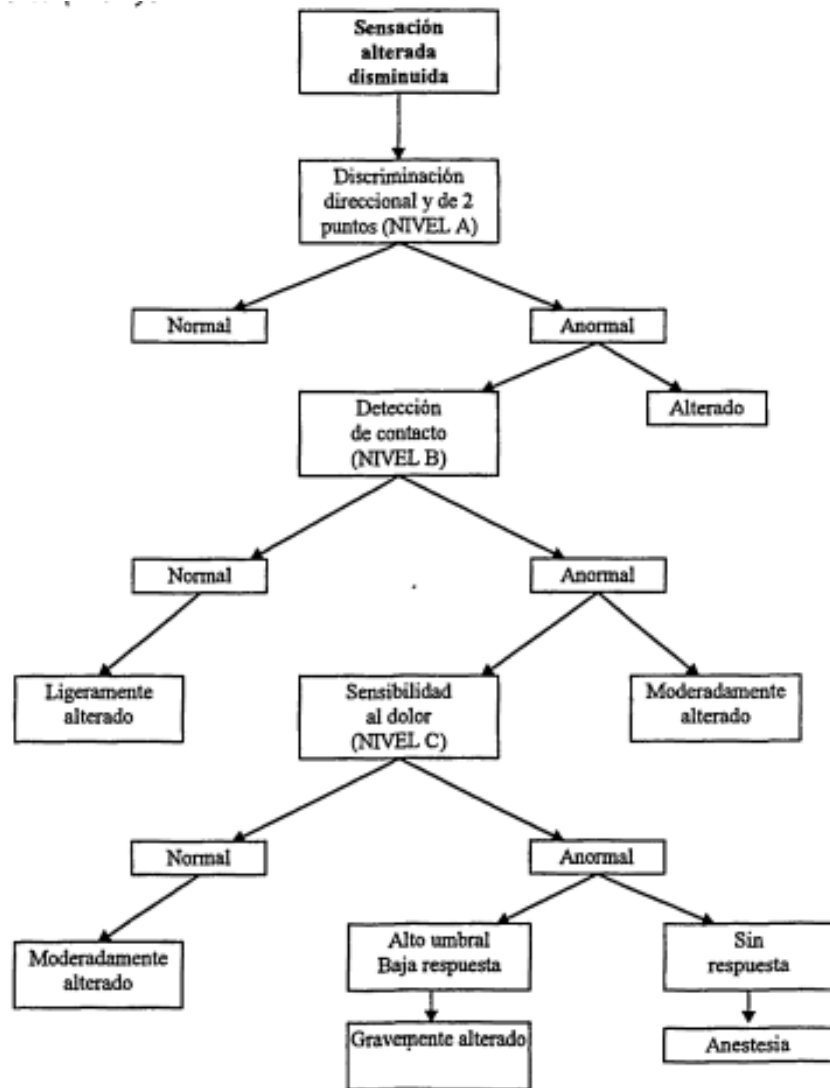 Sensación
alterada
disminuida
Discriminación
direccional y de 2
puntos (NIVEL A)
Normal
Anormal
Detección
de contacto
(NIVEL B)
Alterado
Normal
Anormal
Ligeramente
alterado
Sensibilidad
al dolor
(NIVEL C)
Moderadamente
alterado
Normal
Anormal
Moderadamente
alterado
Alto umbral
Baja respuesta
Sin
respuesta
Gravemente alterado
Anestesia